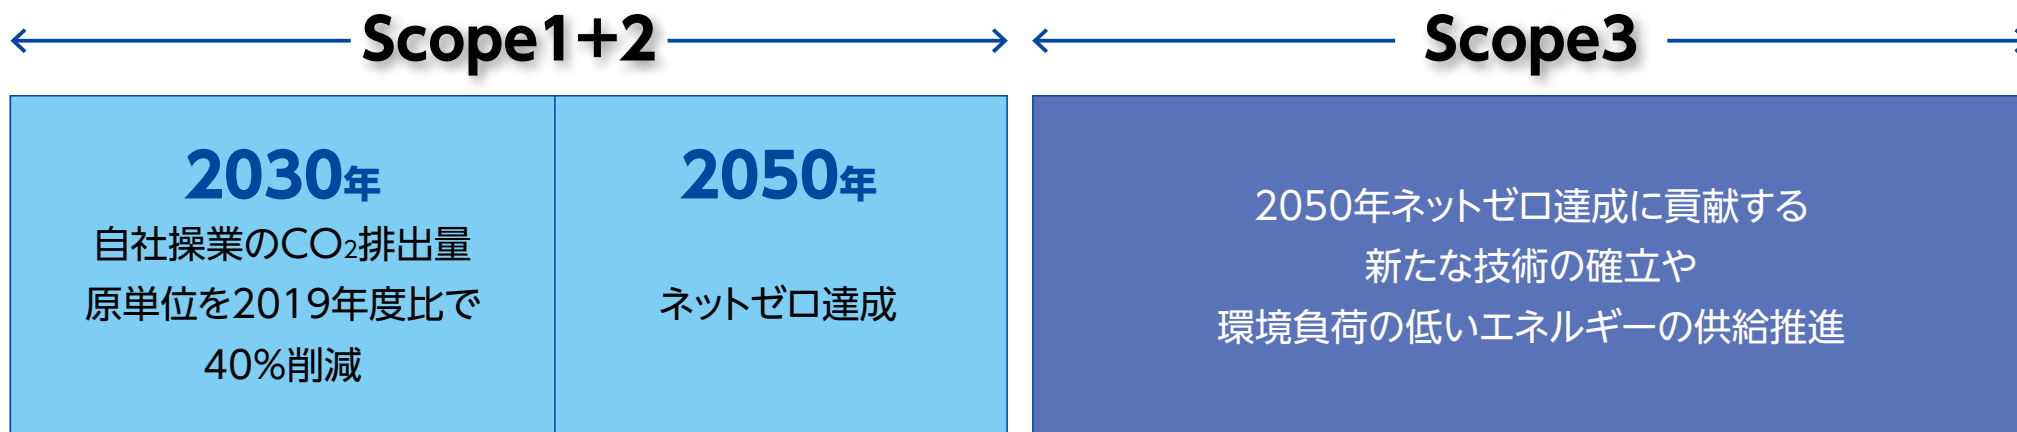 Scope1+2
2030年
自社操業のCO₂排出量
原単位を2019年度比で
40%削減
2050年
ネットゼロ達成
Scope3
2050年ネットゼロ達成に貢献する
新たな技術の確立や
環境負荷の低いエネルギーの供給推進